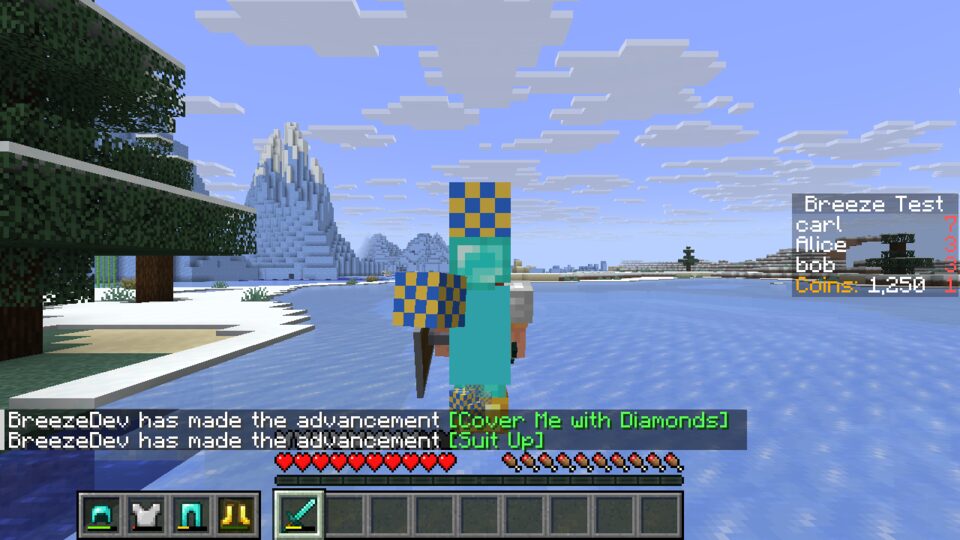 Breeze Test
carl 7
Alice 3
bob 3
Coins: 1,250 1
BreezeDev has made the advancement [Cover Me with Diamonds]
BreezeDev has made the advancement [Suit Up]